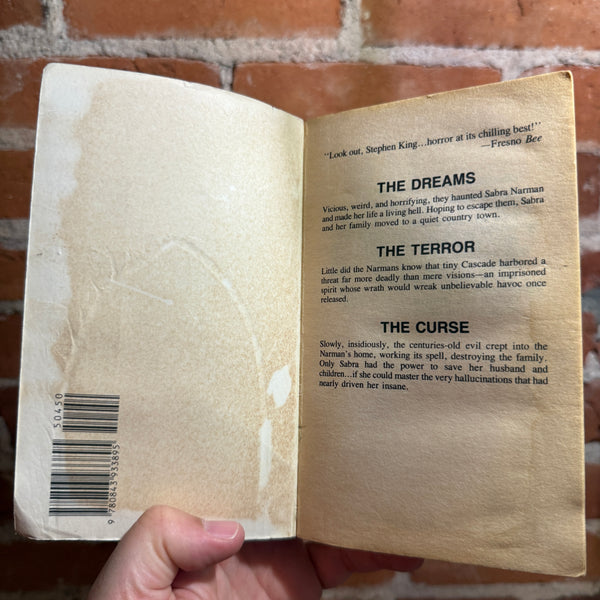 50450
9 780843 933895
"Look out, Stephen King...horror at its chilling best!"
—Fresno Bee
THE DREAMS
Vicious, weird, and horrifying, they haunted Sabra Narman
and made her life a living hell. Hoping to escape them, Sabra
and her family moved to a quiet country town.
THE TERROR
Little did the Narmans know that tiny Cascade harbored a
threat far more deadly than mere visions—an imprisoned
spirit whose wrath would wreak unbelievable havoc once
released.
THE CURSE
Slowly, insidiously, the centuries-old evil crept into the
Narman's home, working its spell, destroying the family.
Only Sabra had the power to save her husband and
children...if she could master the very hallucinations that had
nearly driven her insane.